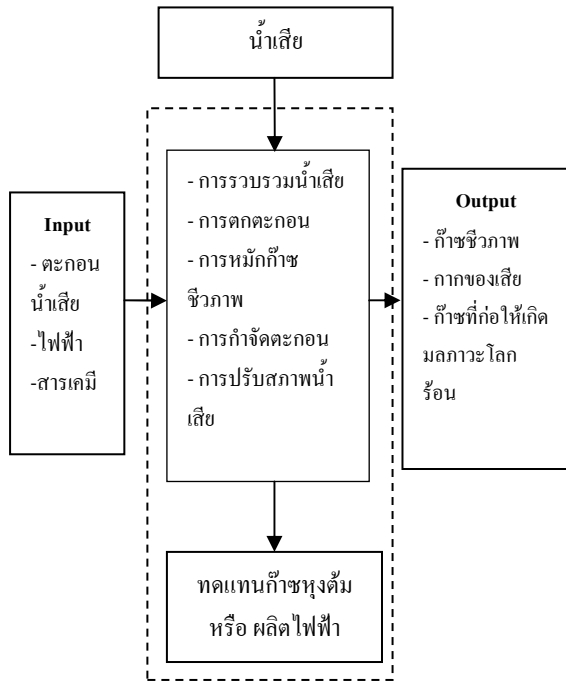 น้ำเสีย
Input
- ตะกอน
น้ำเสีย
-ไฟฟ้า
-สารเคมี
- การรวบรวมน้ำเสีย
- การตกตะกอน
- การหมักก๊าซ
ชีวภาพ
- การกำจัดตะกอน
- การปรับสภาพน้ำ
เสีย
Output
- ก๊าซชีวภาพ
- กากของเสีย
- ก๊าซที่ก่อให้เกิด
มลภาวะโลก
ร้อน
ทดแทนก๊าซหุงต้ม
หรือ ผลิตไฟฟ้า